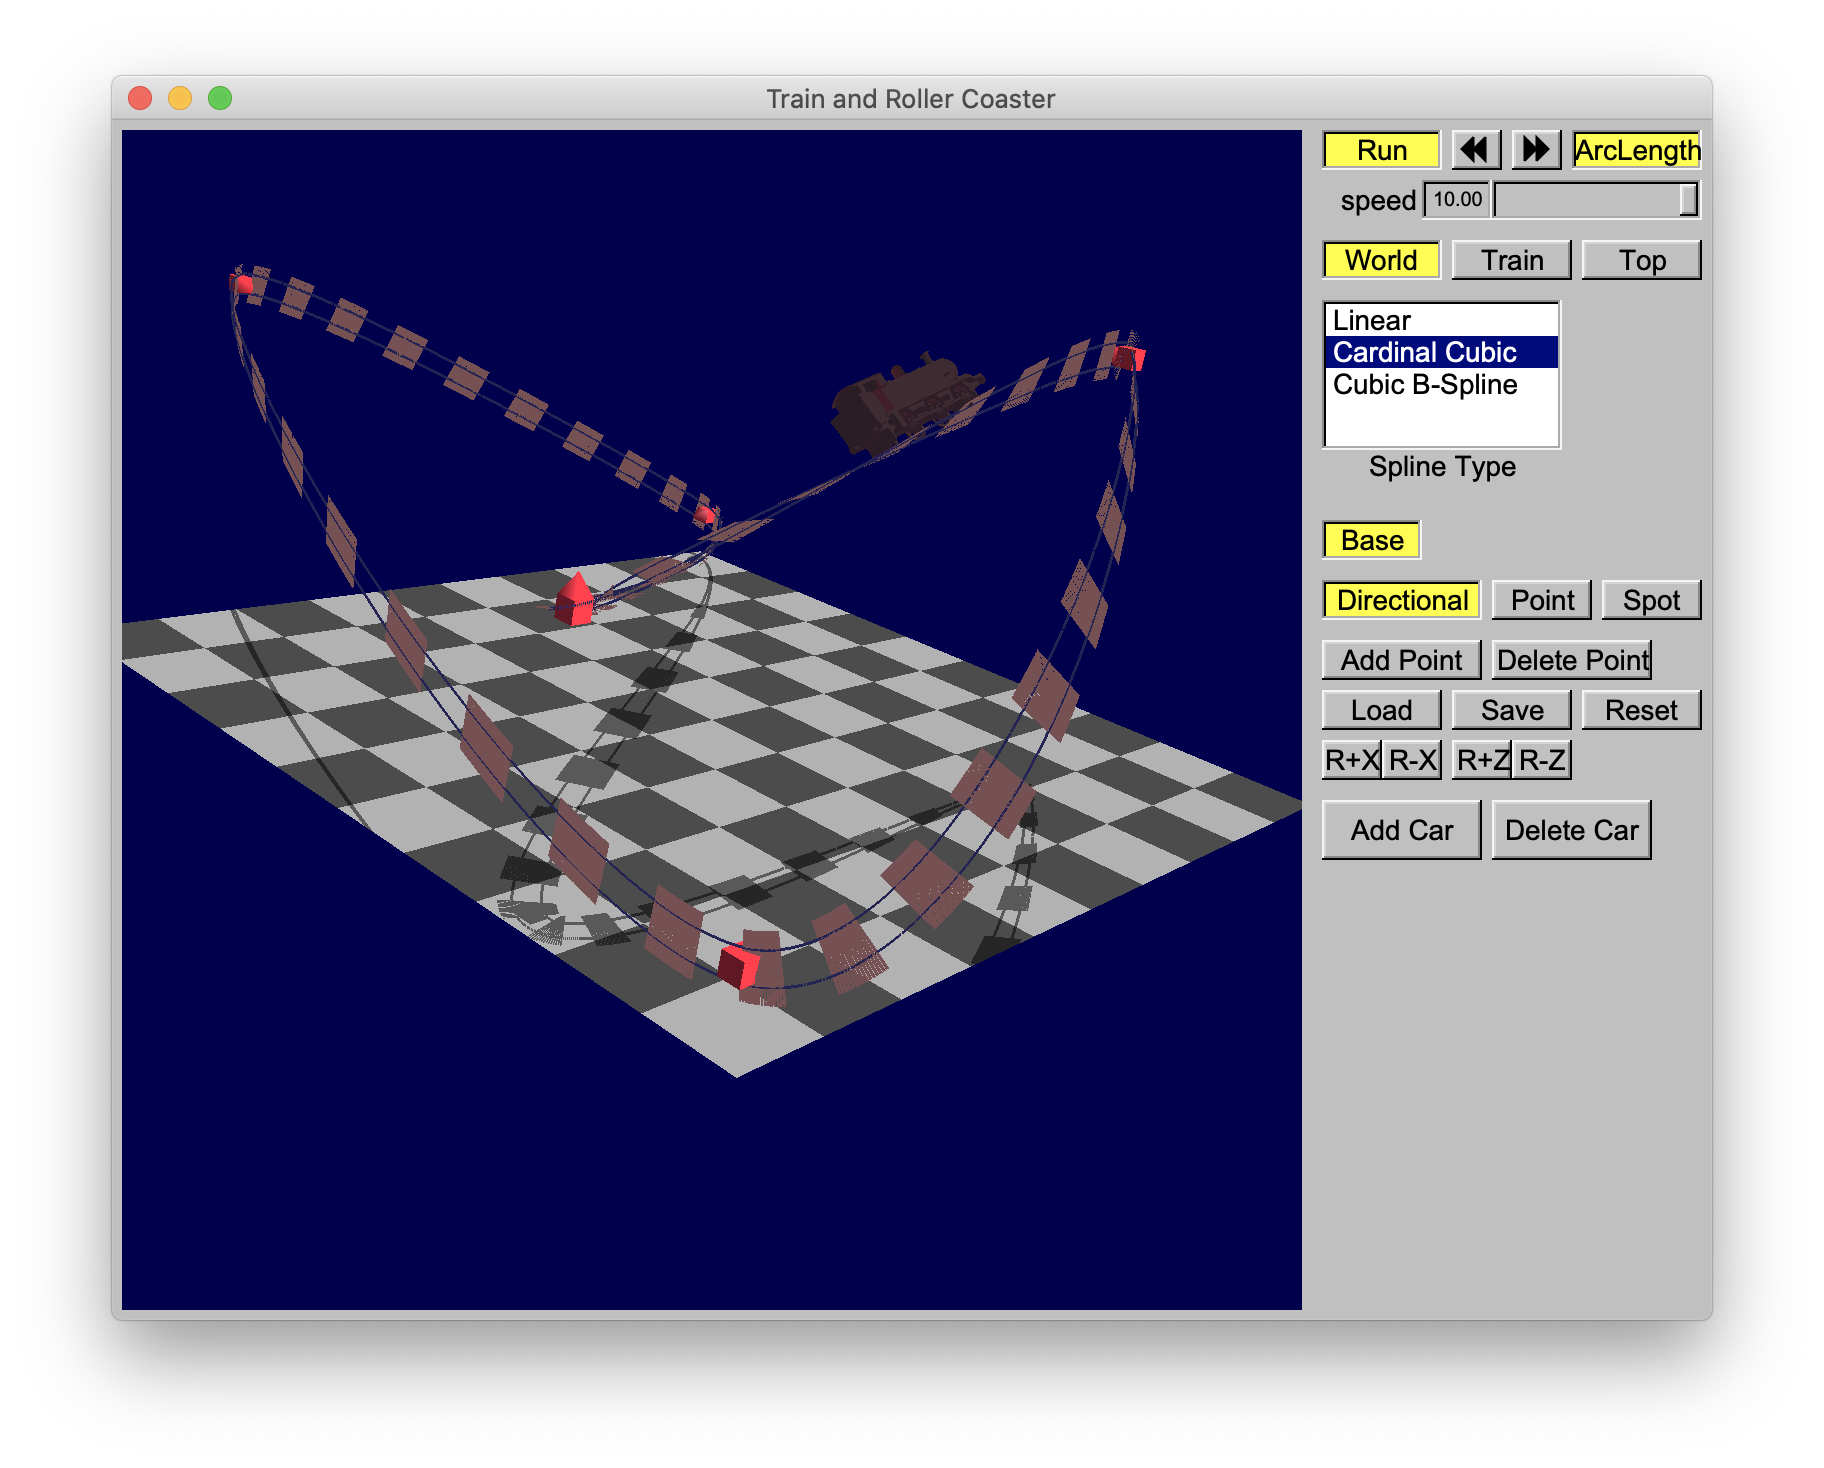 Train and Roller Coaster
Run ArcLength
speed 10.00
World Train Top
Linear
Cardinal Cubic
Cubic B-Spline
Spline Type
Base
Directional Point Spot
Add Point Delete Point
Load Save Reset
R+X R-X R+Z R-Z
Add Car Delete Car